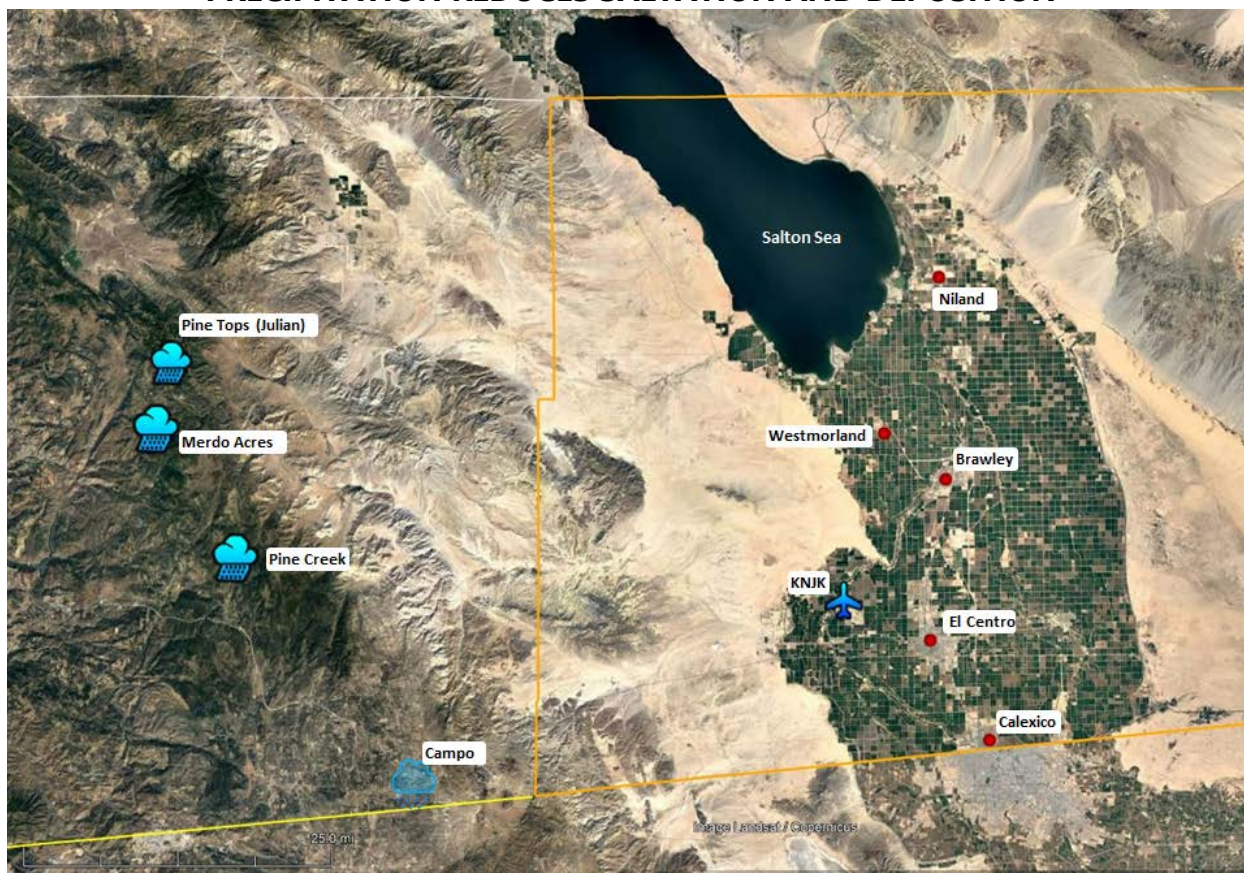 PRECIPITATION REDUCES SALTATION AND DEPOSITION
Salton Sea
Niland
Pine Tops (Julian)
Merdo Acres
Westmorland
Brawley
Pine Creek
KNJK
El Centro
Calexico
Campo
25.0 mi
Image Landsat / Copernicus